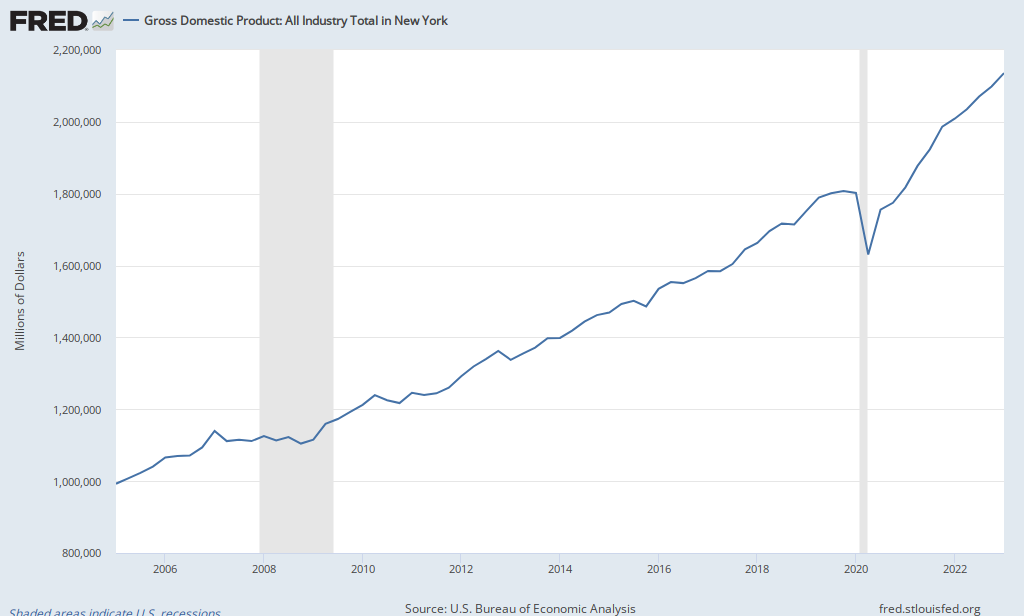 FRED
Gross Domestic Product: All Industry Total in New York
2,200,000
2,000,000
1,800,000
1,600,000
1,400,000
1,200,000
1,000,000
800,000
Millions of Dollars
2006 2008 2010 2012 2014 2016 2018 2020 2022
Shaded areas indicate U.S. recessions.
Source: U.S. Bureau of Economic Analysis
fred.stlouisfed.org